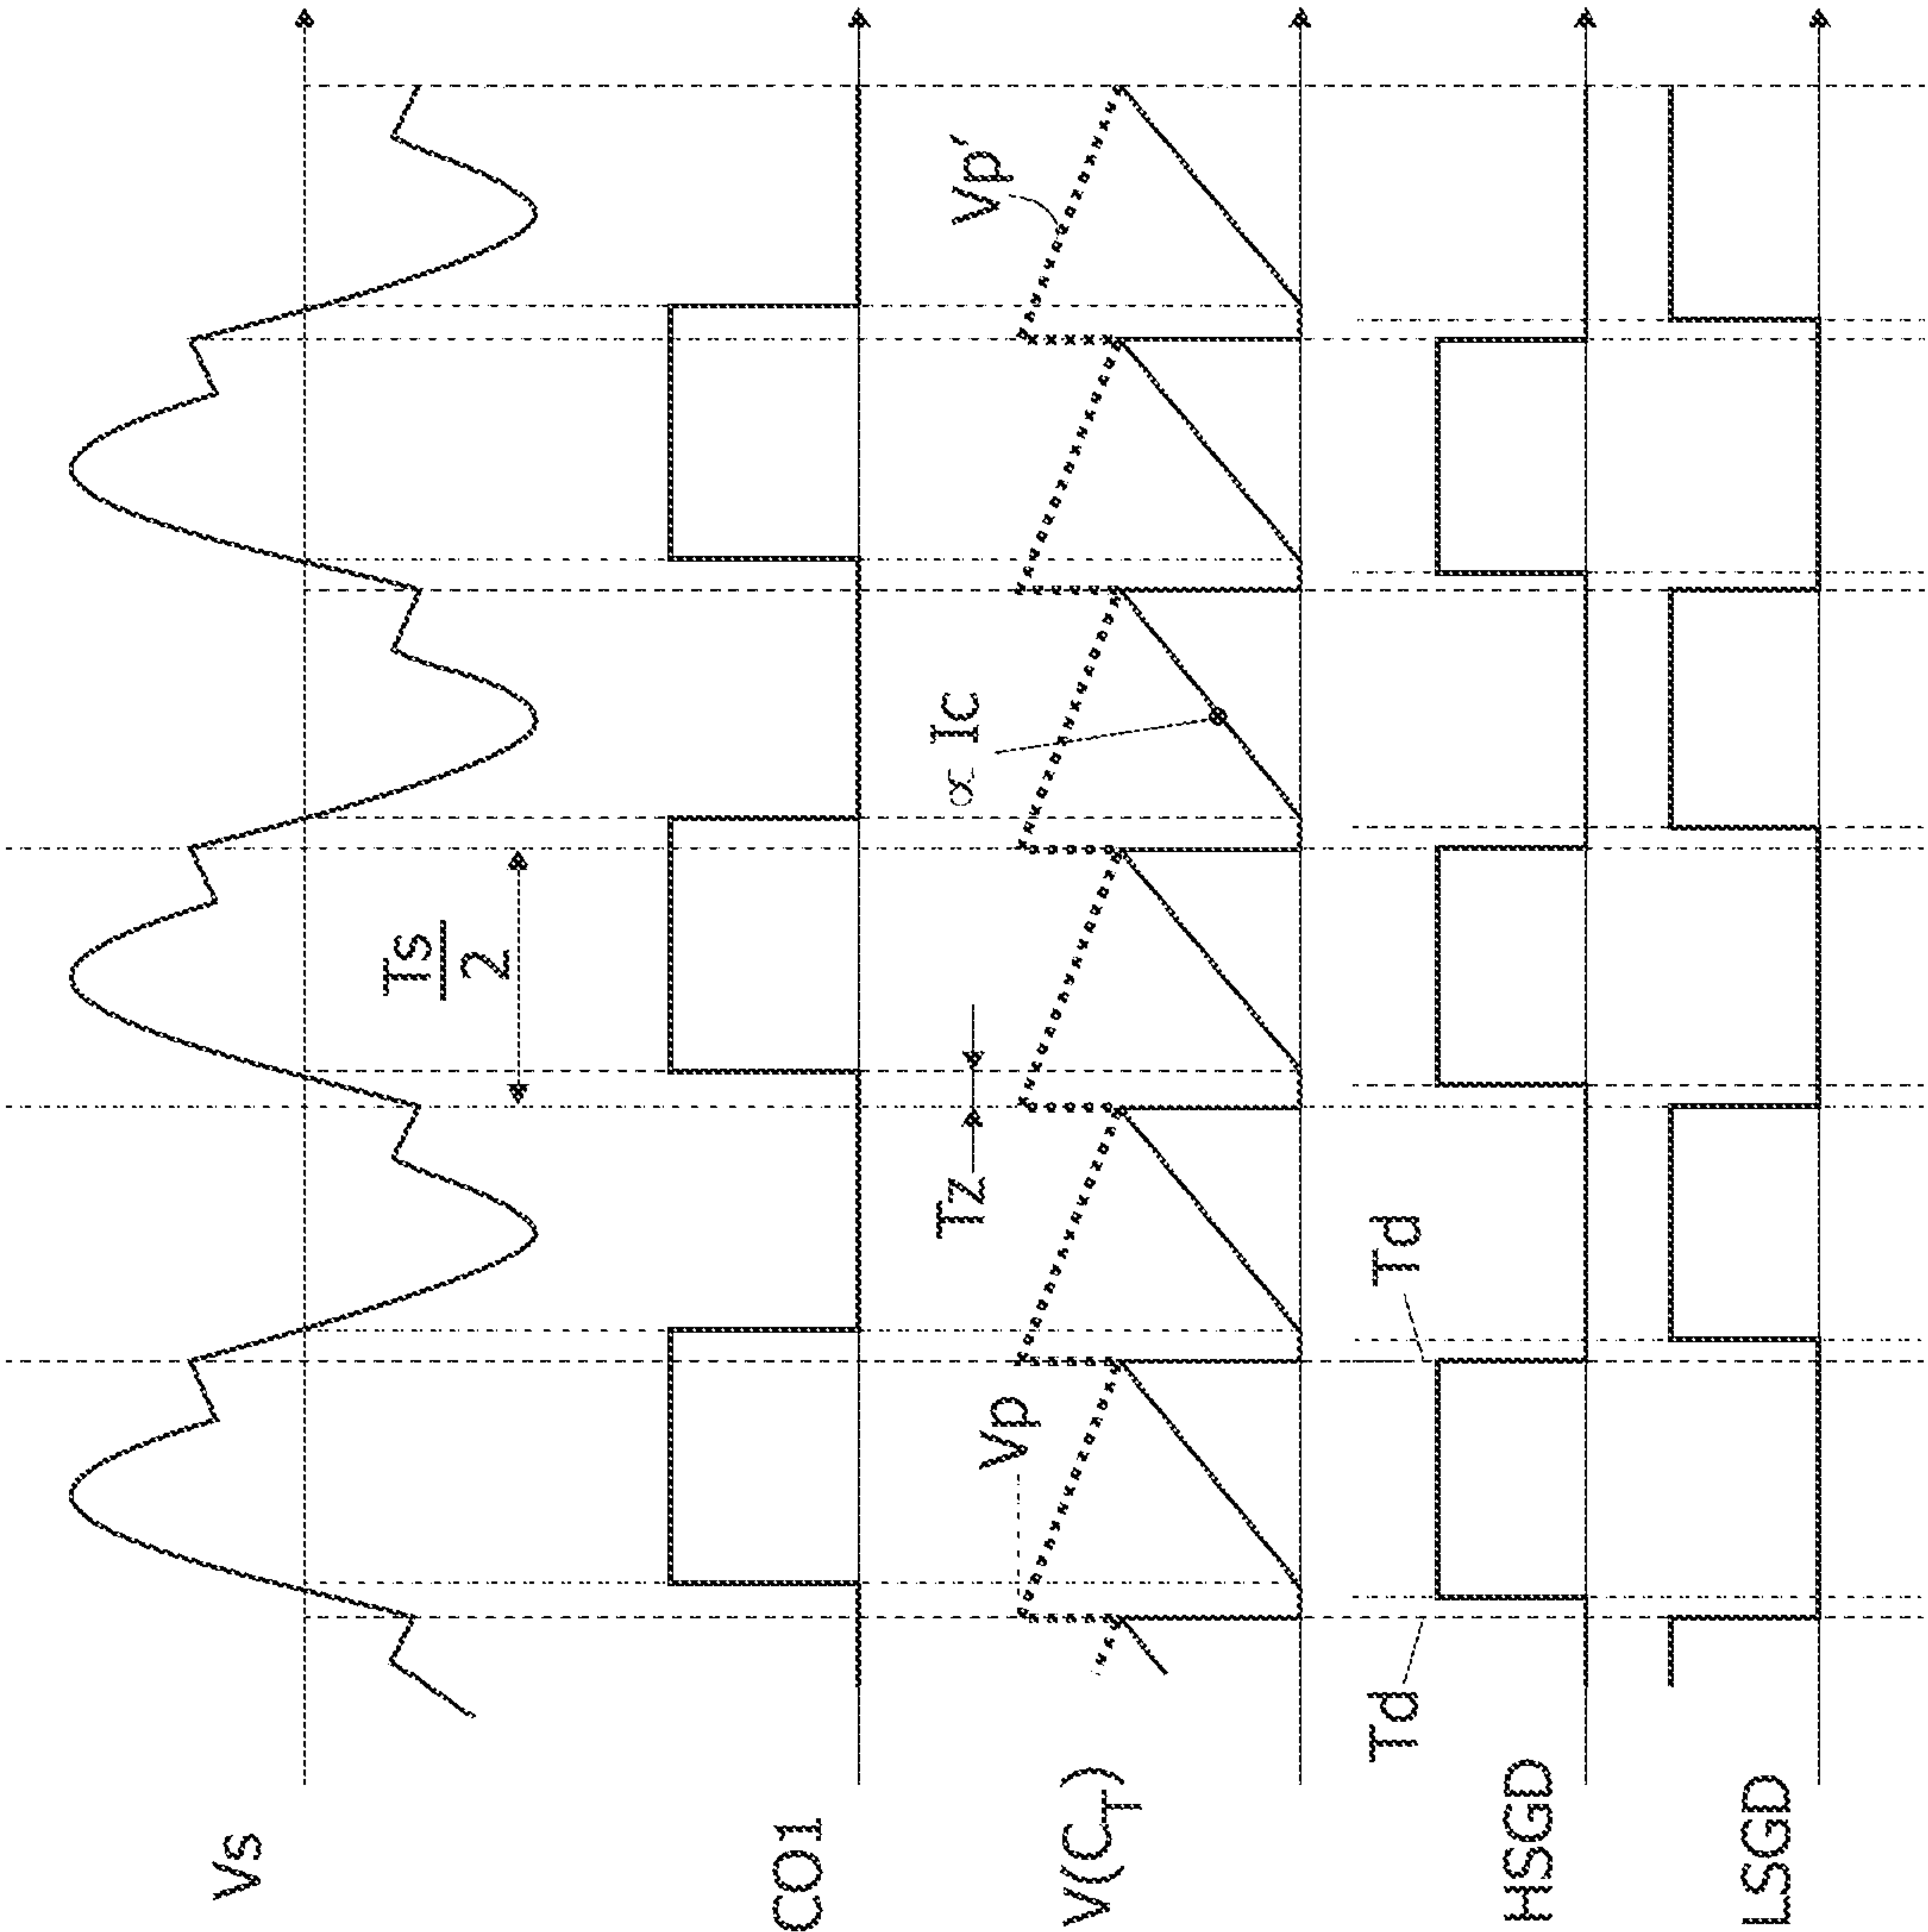 Vs
Ts
2
CO1
Tz
∝ Ic
Vp
Vp′
V(CT)
Td
Td
HSGD
LSGD